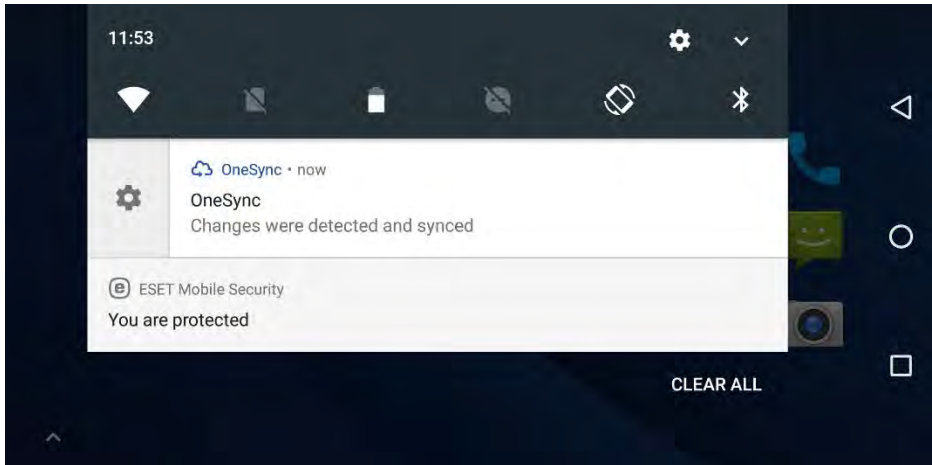 11:53
OneSync • now
OneSync
Changes were detected and synced
ESET Mobile Security
You are protected
CLEAR ALL